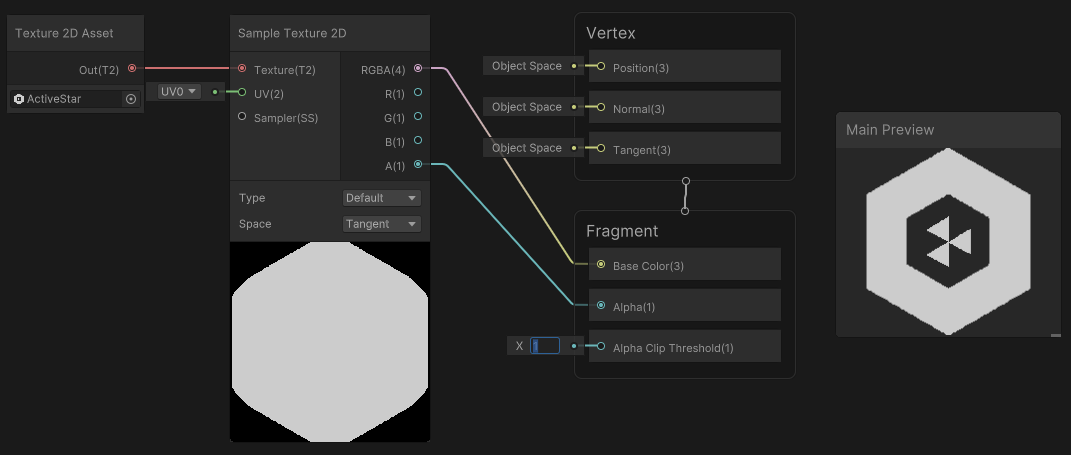 Texture 2D Asset
Out(T2)
ActiveStar
UV0
Sample Texture 2D
Texture(T2)
UV(2)
Sampler(SS)
RGBA(4)
R(1)
G(1)
B(1)
A(1)
Type
Default
Space
Tangent
Vertex
Object Space
Position(3)
Object Space
Normal(3)
Object Space
Tangent(3)
Fragment
Base Color(3)
Alpha(1)
X
1
Alpha Clip Threshold(1)
Main Preview